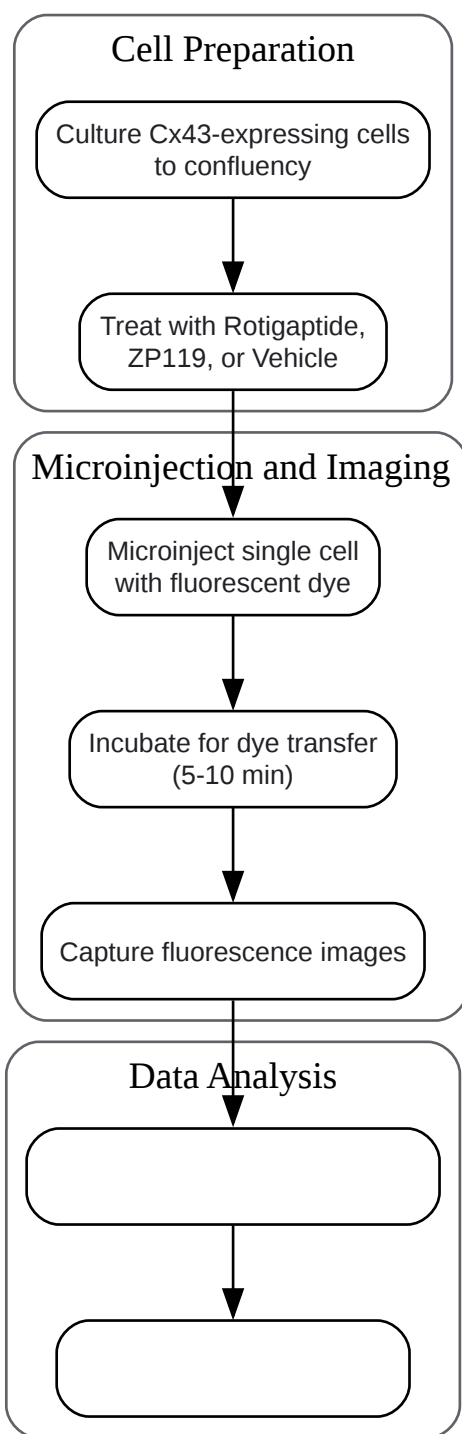 Cell Preparation
Culture Cx43-expressing cells
to confluency
Treat with Rotigaptide,
ZP119, or Vehicle
Microinjection and Imaging
Microinject single cell
with fluorescent dye
Incubate for dye transfer
(5-10 min)
Capture fluorescence images
Data Analysis